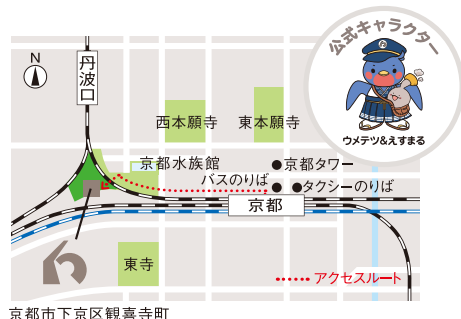 公式キャラクター
ウメテツ&えすまる
N
丹波口
西本願寺
東本願寺
京都水族館
●京都タワー
バスのりば
●タクシーのりば
京都
東寺
アクセスルート
京都市下京区観喜寺町